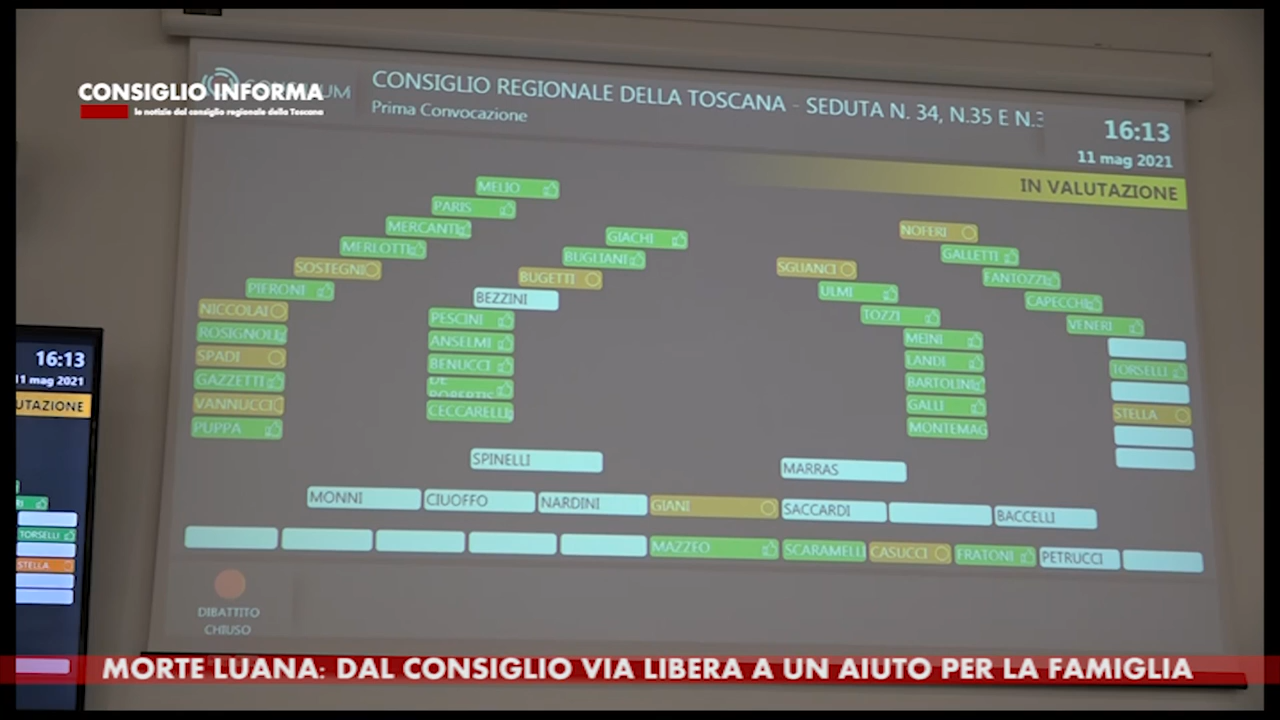 CONSIGLIO INFORMA
le notizie dal consiglio regionale della Toscana
CONSIGLIO REGIONALE DELLA TOSCANA - SEDUTA N. 34, N.35 E N.3
Prima Convocazione
16:13
11 mag 2021
IN VALUTAZIONE
MELIO
PARIS
MERCANTI
MERLOTTI
SOSTEGNI
PIERONI
NICCOLAI
ROSIGNOLI
SPADI
GAZZETTI
VANNUCCI
PUPPA
GIACHI
BUGLIANI
BUGETTI
BEZZINI
PESCINI
ANSELMI
BENUCCI
DE
ROBERTIS
CECCARELLI
SGUANCI
ULMI
TOZZI
MEINI
LANDI
BARTOLINI
GALLI
MONTEMAG
NOFERI
GALLETTI
FANTOZZI
CAPECCHI
VENERI
TORSELLI
STELLA
SPINELLI
MARRAS
MONNI
CIUOFFO
NARDINI
GIANI
SACCARDI
BACCELLI
MAZZEO
SCARAMELLI
CASUCCI
FRATONI
PETRUCCI
DIBATTITO
CHIUSO
16:13
11 mag 2021
UTAZIONE
TORSELLI
STELLA
MORTE LUANA: DAL CONSIGLIO VIA LIBERA A UN AIUTO PER LA FAMIGLIA